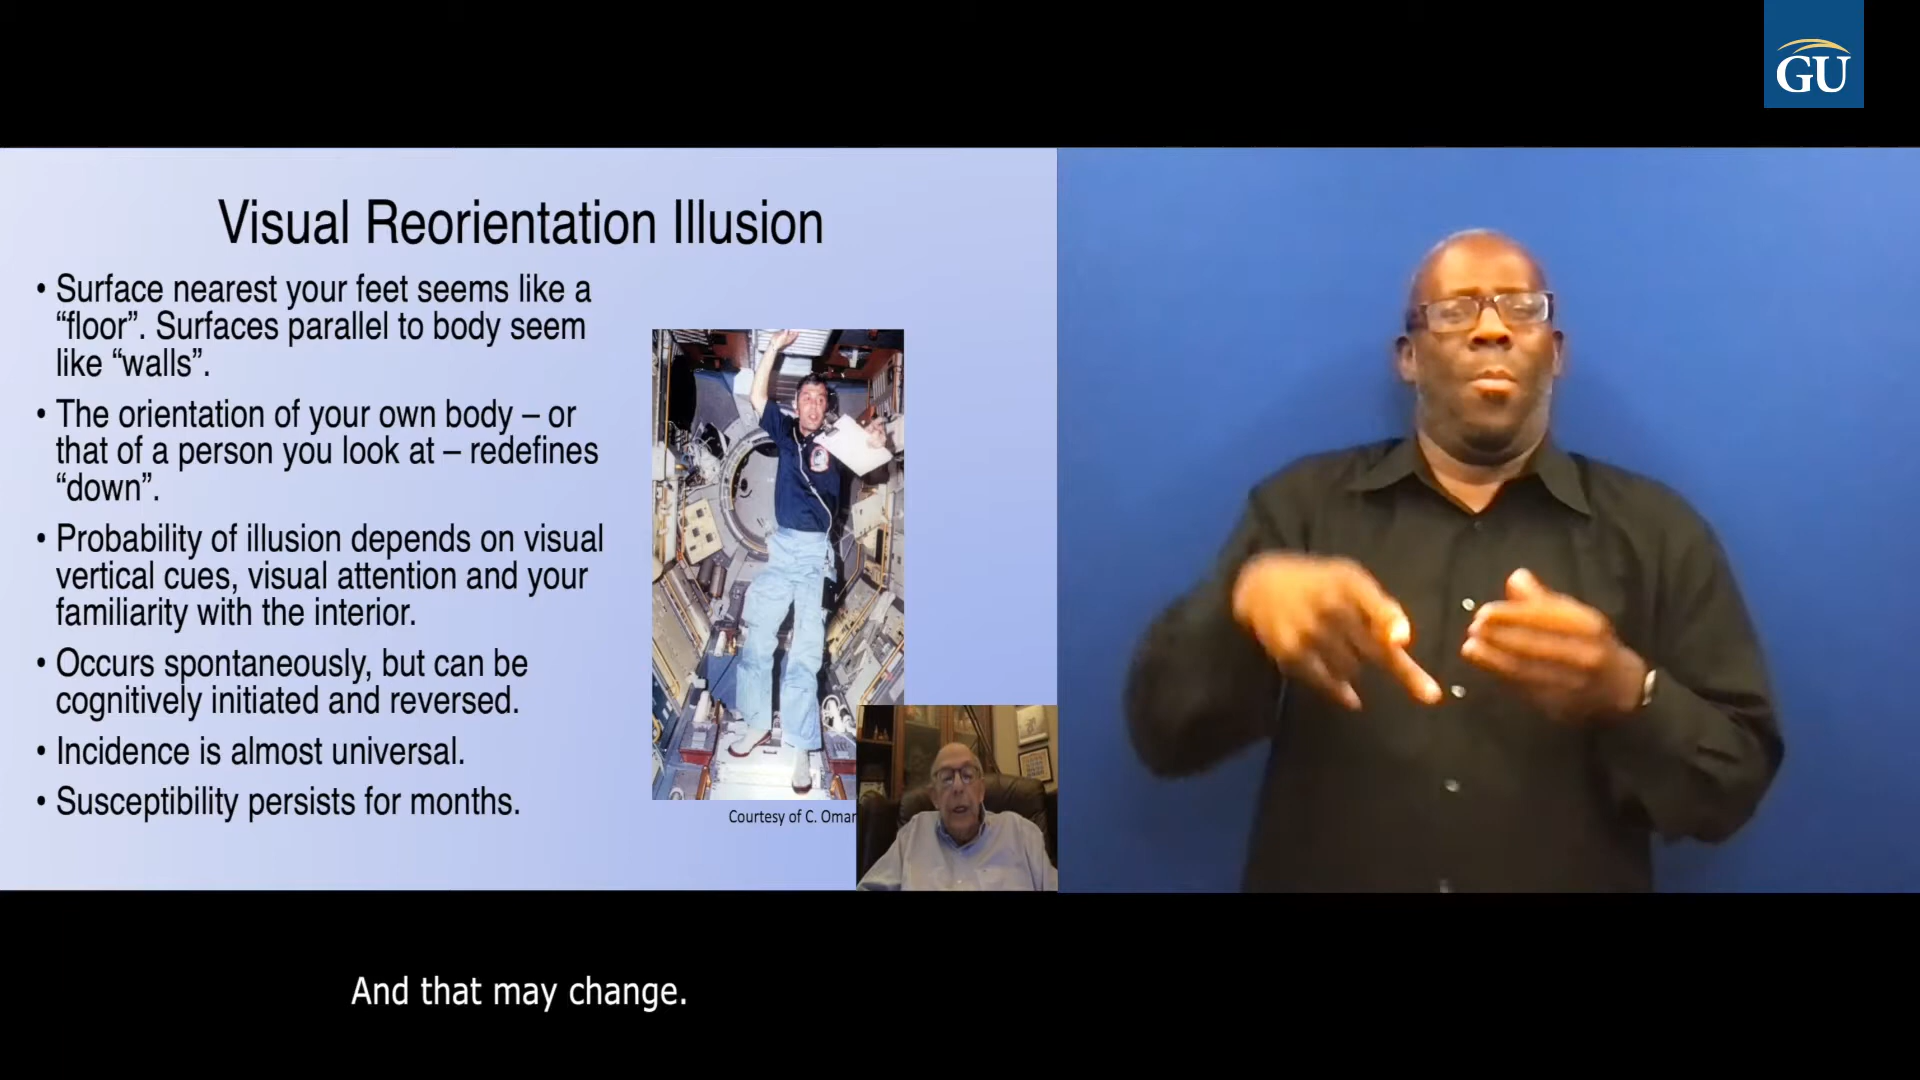 GU
Visual Reorientation Illusion
• Surface nearest your feet seems like a
“floor”. Surfaces parallel to body seem
like “walls”.
• The orientation of your own body – or
that of a person you look at – redefines
“down”.
• Probability of illusion depends on visual
vertical cues, visual attention and your
familiarity with the interior.
• Occurs spontaneously, but can be
cognitively initiated and reversed.
• Incidence is almost universal.
• Susceptibility persists for months.
Courtesy of C. Oman
And that may change.